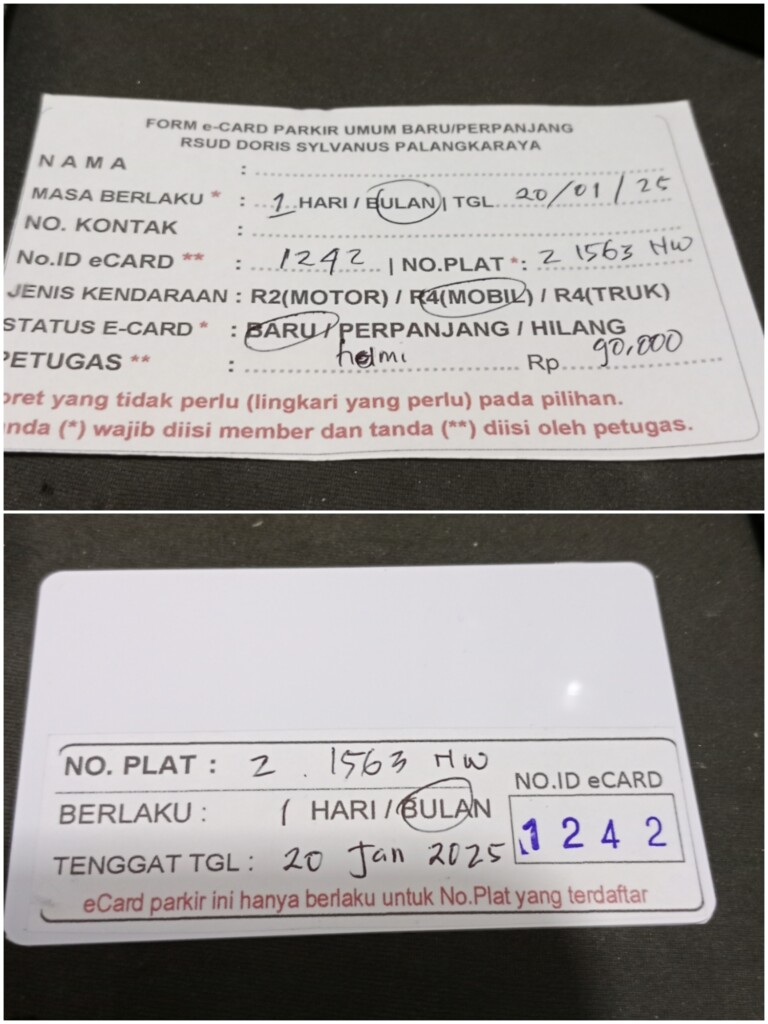 FORM e-CARD PARKIR UMUM BARU/PERPANJANG
RSUD DORIS SYLVANUS PALANGKARAYA
NAMA :
MASA BERLAKU * : 1 HARI / BULAN | TGL 20/01/25
NO. KONTAK :
No.ID eCARD ** : 1242 | NO.PLAT *: Z 1563 HW
JENIS KENDARAAN : R2(MOTOR) / R4(MOBIL) / R4(TRUK)
STATUS E-CARD * : BARU / PERPANJANG / HILANG
PETUGAS ** : helmi Rp. 90.000
oret yang tidak perlu (lingkari yang perlu) pada pilihan.
nda (*) wajib diisi member dan tanda (**) diisi oleh petugas.
NO. PLAT : Z . 1563 HW
NO.ID eCARD
BERLAKU : 1 HARI / BULAN
1242
TENGGAT TGL : 20 Jan 2025
eCard parkir ini hanya berlaku untuk No.Plat yang terdaftar